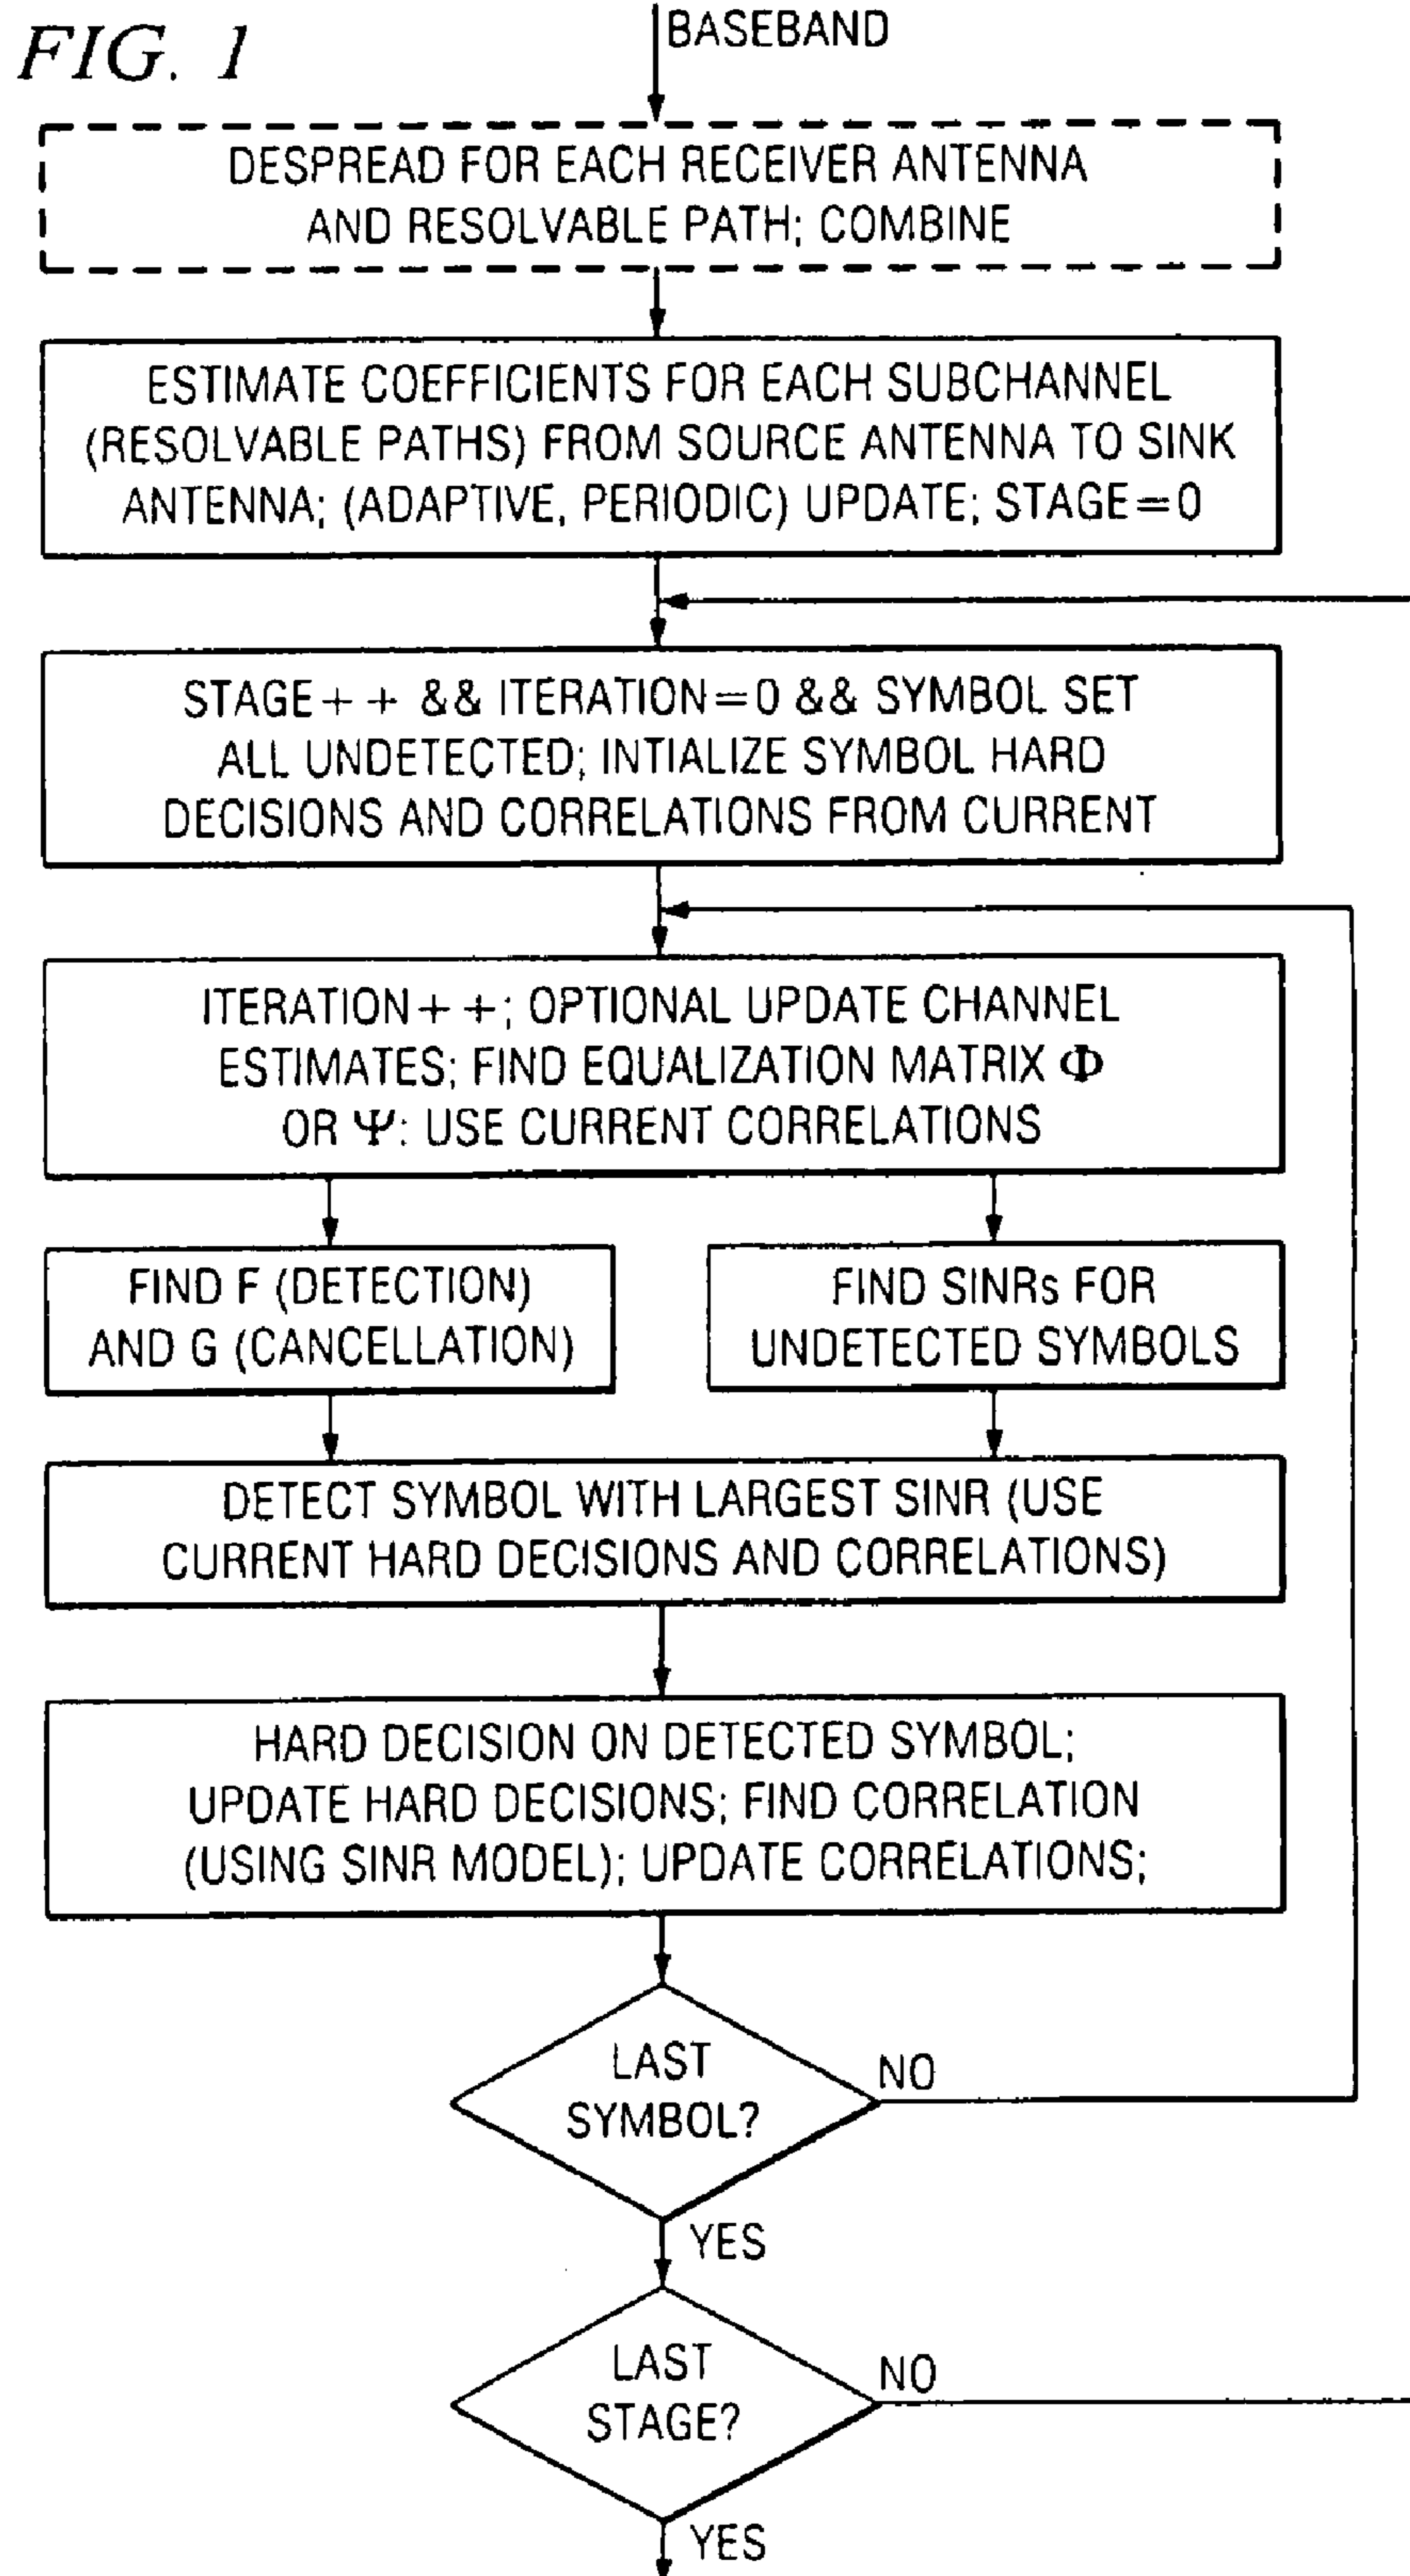 FIG. 1
BASEBAND
DESPREAD FOR EACH RECEIVER ANTENNA
AND RESOLVABLE PATH; COMBINE
ESTIMATE COEFFICIENTS FOR EACH SUBCHANNEL
(RESOLVABLE PATHS) FROM SOURCE ANTENNA TO SINK
ANTENNA; (ADAPTIVE, PERIODIC) UPDATE; STAGE=0
STAGE++ && ITERATION=0 && SYMBOL SET
ALL UNDETECTED; INTIALIZE SYMBOL HARD
DECISIONS AND CORRELATIONS FROM CURRENT
ITERATION++; OPTIONAL UPDATE CHANNEL
ESTIMATES; FIND EQUALIZATION MATRIX Φ
OR Ψ: USE CURRENT CORRELATIONS
FIND F (DETECTION)
AND G (CANCELLATION)
FIND SINRs FOR
UNDETECTED SYMBOLS
DETECT SYMBOL WITH LARGEST SINR (USE
CURRENT HARD DECISIONS AND CORRELATIONS)
HARD DECISION ON DETECTED SYMBOL;
UPDATE HARD DECISIONS; FIND CORRELATION
(USING SINR MODEL); UPDATE CORRELATIONS;
LAST
SYMBOL?
NO
YES
LAST
STAGE?
NO
YES